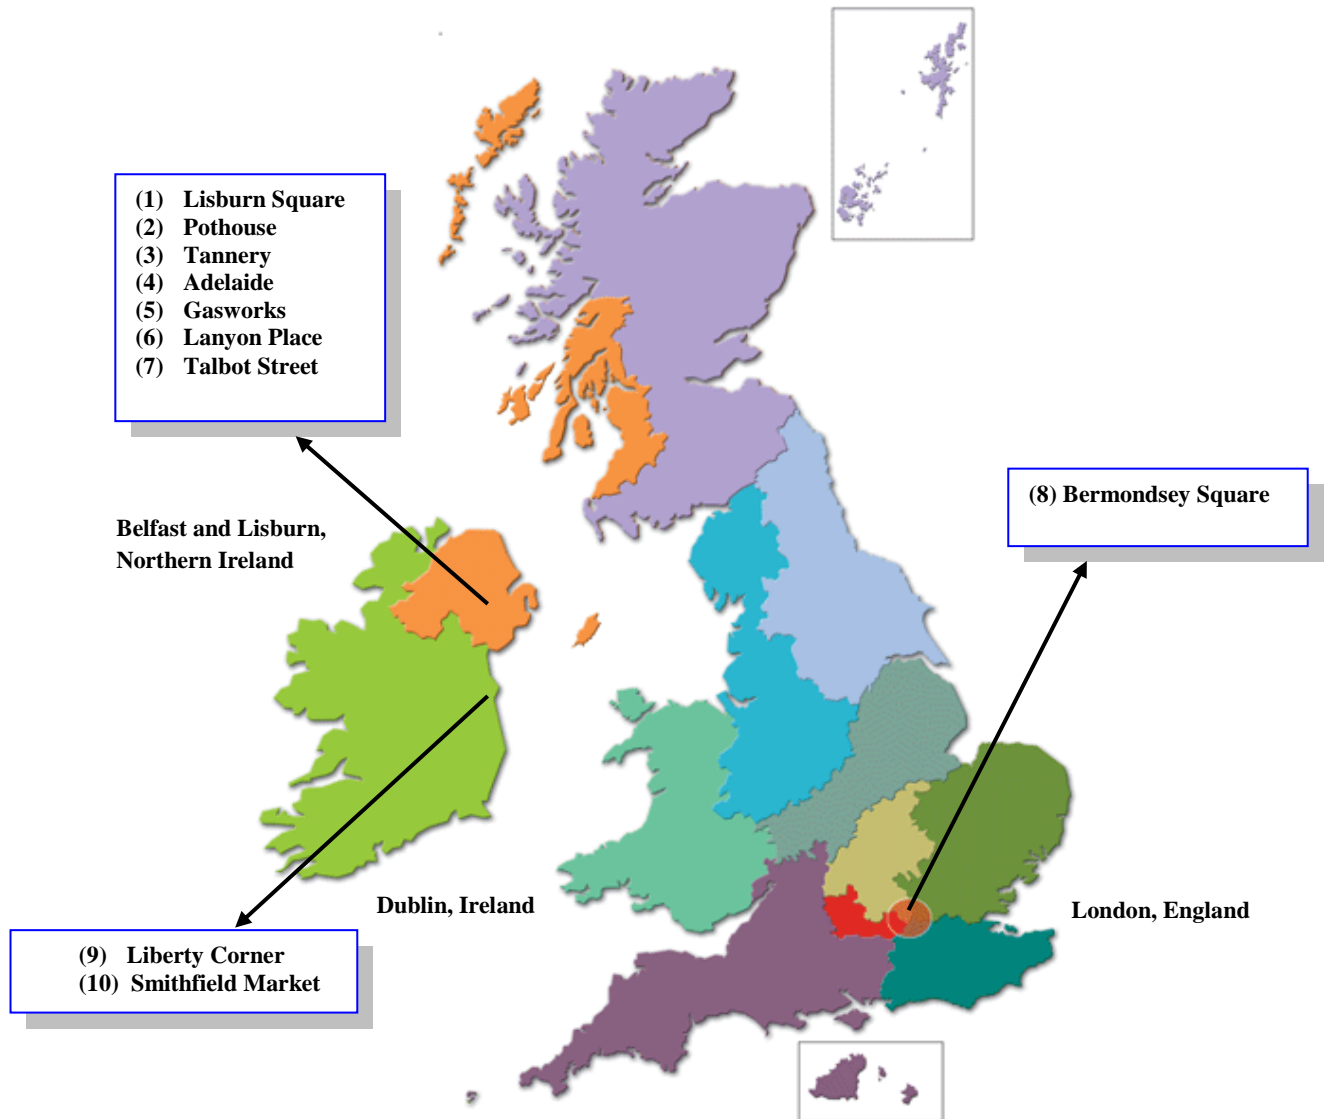 (1) Lisburn Square
(2) Pothouse
(3) Tannery
(4) Adelaide
(5) Gasworks
(6) Lanyon Place
(7) Talbot Street
(8) Bermondsey Square
Belfast and Lisburn,
Northern Ireland
Dublin, Ireland
London, England
(9) Liberty Corner
(10) Smithfield Market